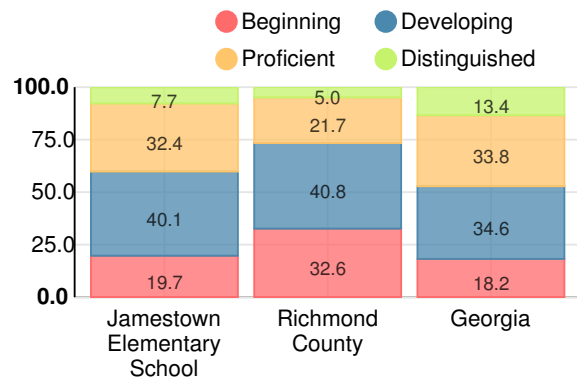 Beginning
Developing
Proficient
Distinguished
100.0
75.0
50.0
25.0
0.0
7.7
32.4
40.1
19.7
5.0
21.7
40.8
32.6
13.4
33.8
34.6
18.2
Jamestown
Elementary
School
Richmond
County
Georgia